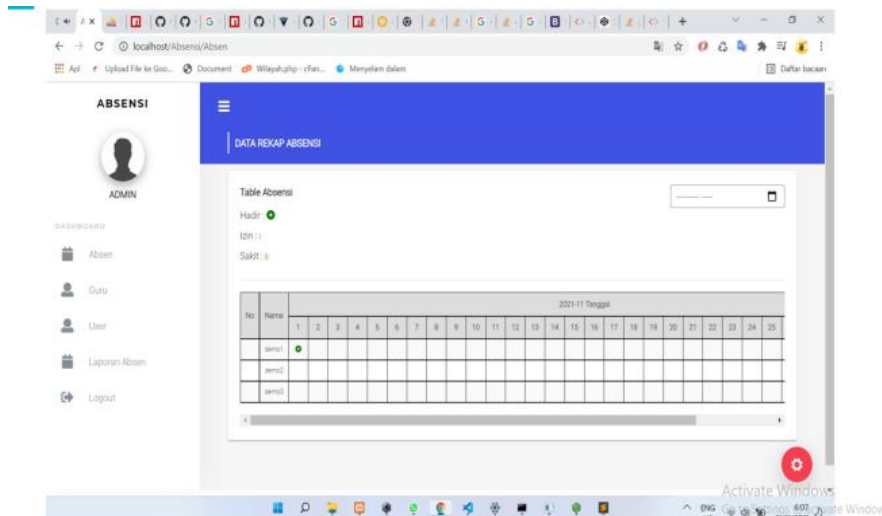 localhost/Absensi/Absen
Apl Upload File ke Goo... Document Wilayah.php - cFan... Menyelam dalam Daftar bacaan
ABSENSI
DATA REKAP ABSENSI
ADMIN
Table Absensi
Hadir :
Izin : i
Sakit :
DASHBOARD
Absen
Guru
User
Laporan Absen
Logout
2021-11 Tanggal
No Nama
1 2 3 4 5 6 7 8 9 10 11 12 13 14 15 16 17 18 19 20 21 22 23 24 25
demo1
demo2
demo3
Activate Windows
ENG